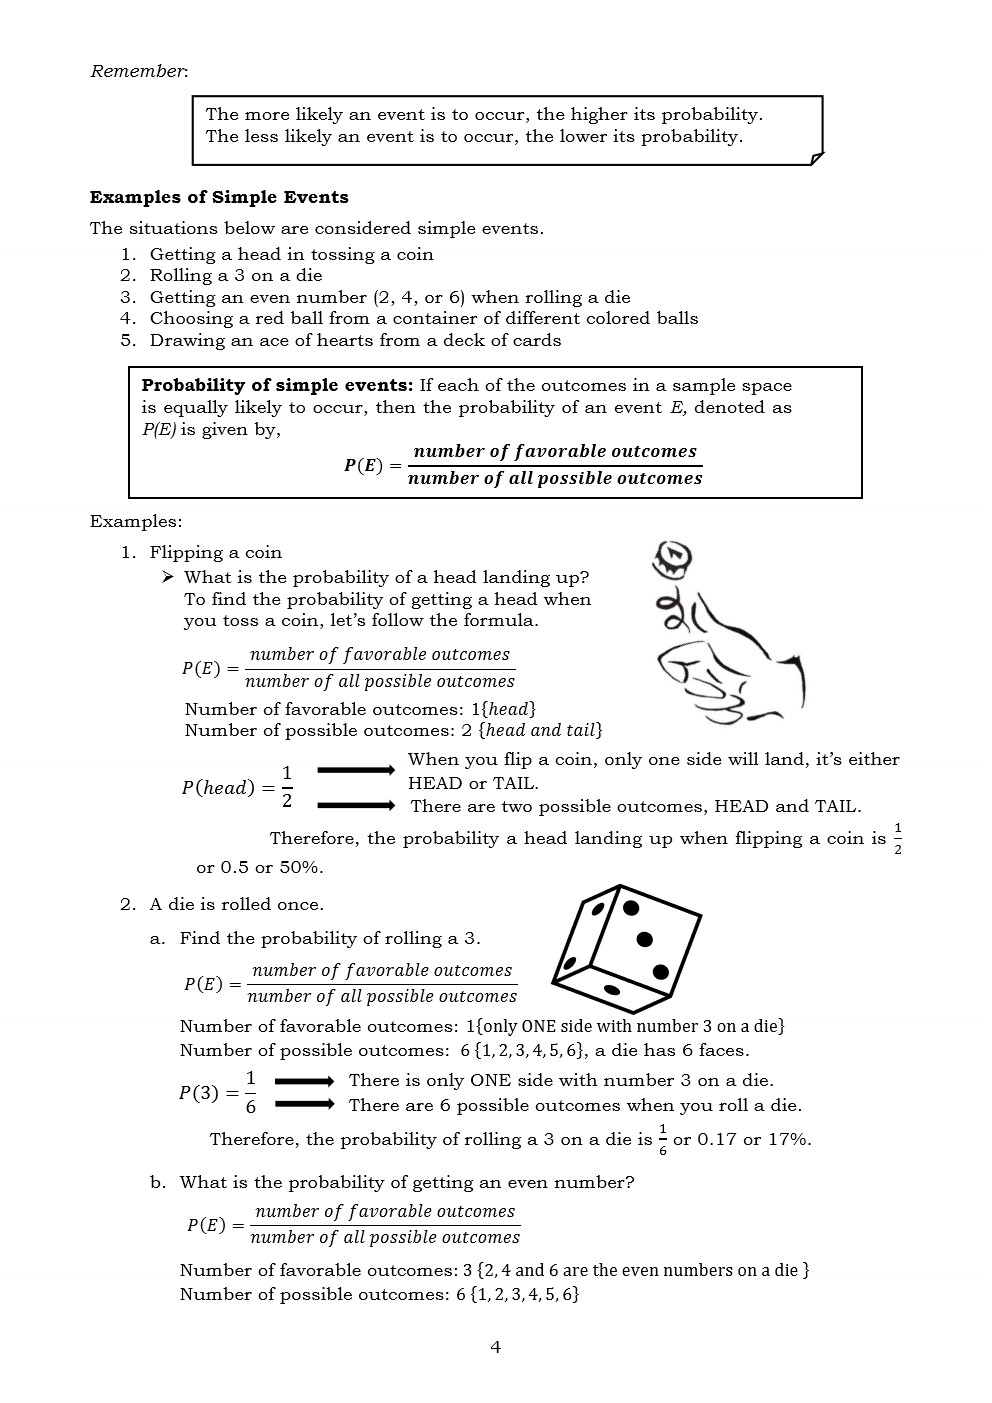 Remember:
The more likely an event is to occur, the higher its probability.
The less likely an event is to occur, the lower its probability.
Examples of Simple Events
The situations below are considered simple events.
1. Getting a head in tossing a coin
2. Rolling a 3 on a die
3. Getting an even number (2, 4, or 6) when rolling a die
4. Choosing a red ball from a container of different colored balls
5. Drawing an ace of hearts from a deck of cards
Probability of simple events: If each of the outcomes in a sample space
is equally likely to occur, then the probability of an event E, denoted as
P(E) is given by,
P(E) = number of favorable outcomes / number of all possible outcomes
Examples:
1. Flipping a coin
➢ What is the probability of a head landing up?
To find the probability of getting a head when
you toss a coin, let’s follow the formula.
P(E) = number of favorable outcomes / number of all possible outcomes
Number of favorable outcomes: 1{head}
Number of possible outcomes: 2 {head and tail}
P(head) = 1/2
When you flip a coin, only one side will land, it’s either
HEAD or TAIL.
There are two possible outcomes, HEAD and TAIL.
Therefore, the probability a head landing up when flipping a coin is 1/2
or 0.5 or 50%.
2. A die is rolled once.
a. Find the probability of rolling a 3.
P(E) = number of favorable outcomes / number of all possible outcomes
Number of favorable outcomes: 1{only ONE side with number 3 on a die}
Number of possible outcomes: 6 {1, 2, 3, 4, 5, 6}, a die has 6 faces.
P(3) = 1/6
There is only ONE side with number 3 on a die.
There are 6 possible outcomes when you roll a die.
Therefore, the probability of rolling a 3 on a die is 1/6 or 0.17 or 17%.
b. What is the probability of getting an even number?
P(E) = number of favorable outcomes / number of all possible outcomes
Number of favorable outcomes: 3 {2, 4 and 6 are the even numbers on a die }
Number of possible outcomes: 6 {1, 2, 3, 4, 5, 6}
4